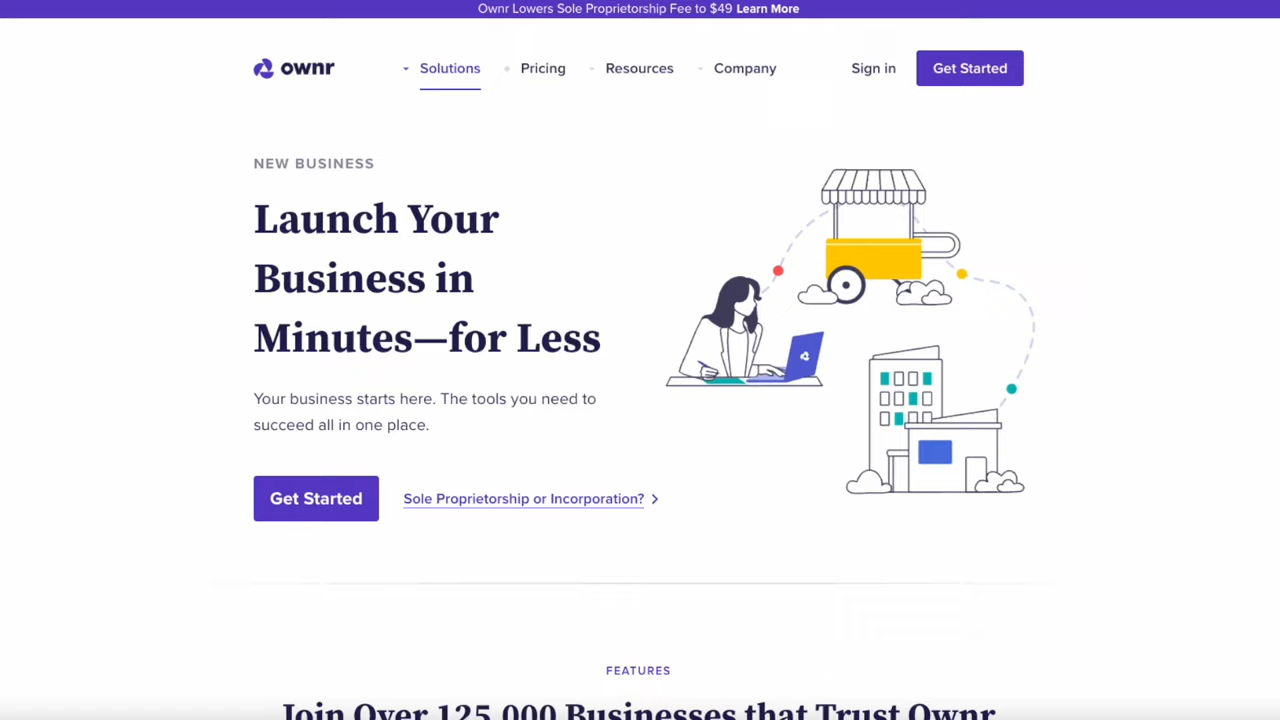 Ownr Lowers Sole Proprietorship Fee to $49 Learn More
ownr
Solutions
Pricing
Resources
Company
Sign in
Get Started
NEW BUSINESS
Launch Your
Business in
Minutes—for Less
Your business starts here. The tools you need to
succeed all in one place.
Get Started
Sole Proprietorship or Incorporation?
FEATURES
Join Over 125,000 Businesses that Trust Ownr